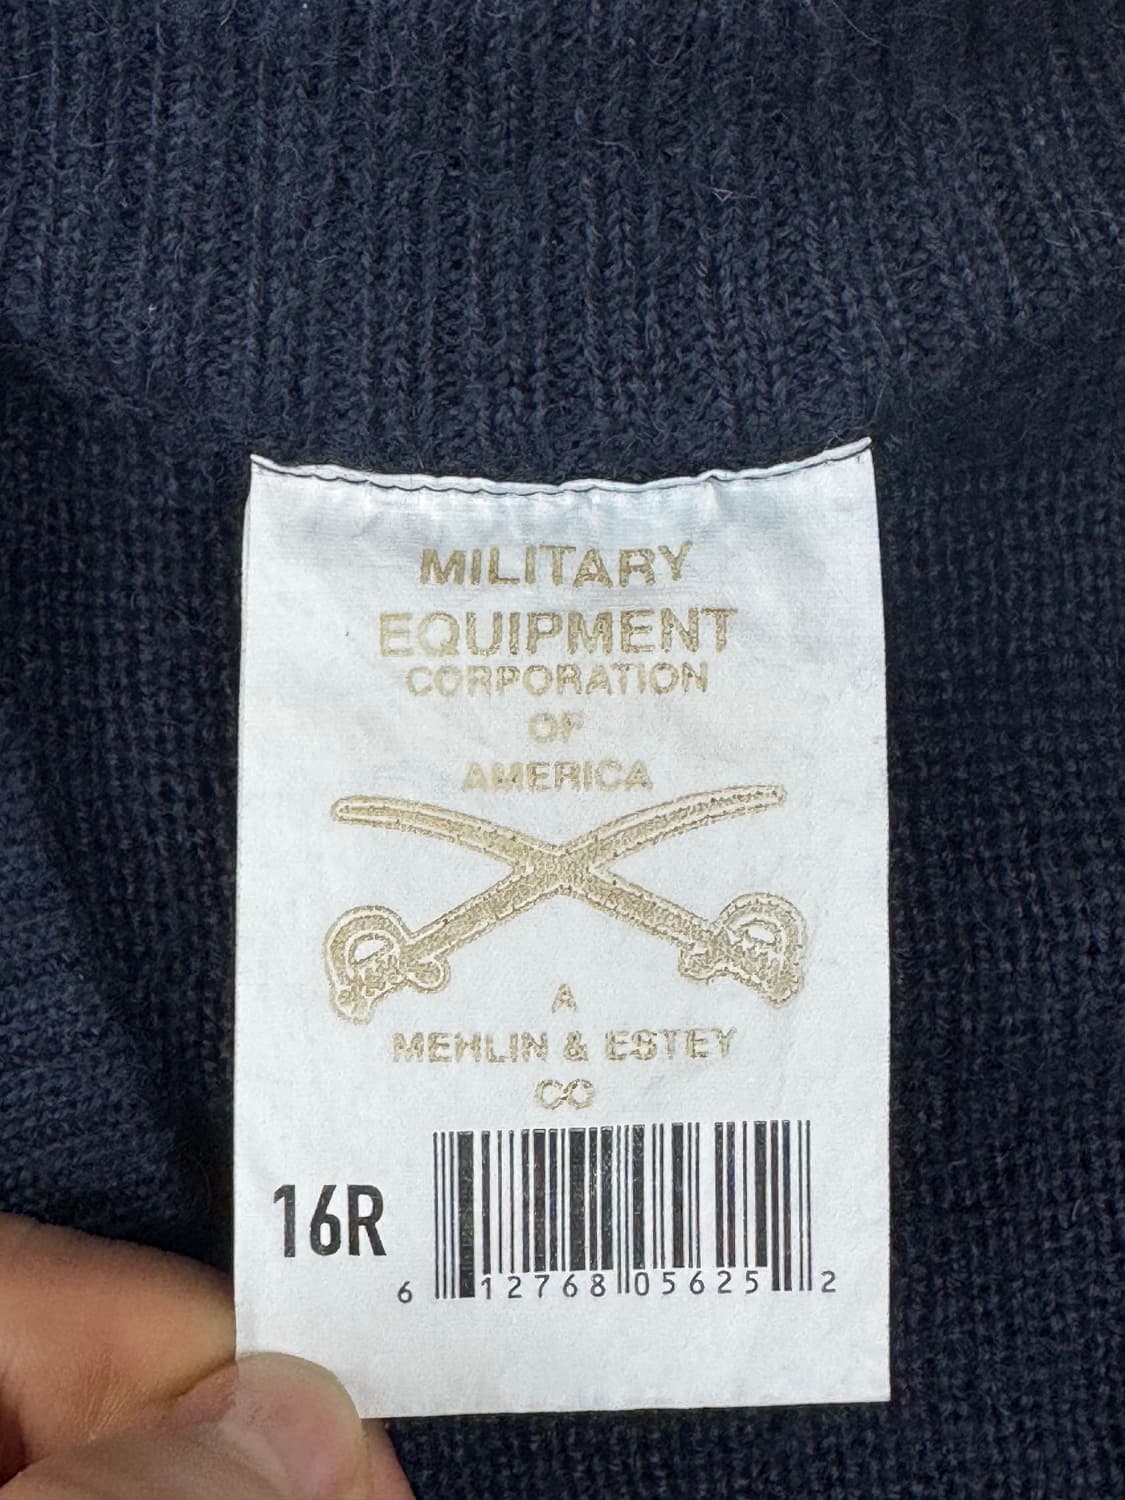 MILITARY
EQUIPMENT
CORPORATION
OF
AMERICA
A
MEHLIN & ESTEY
CO
16R
6 12768 05625 2